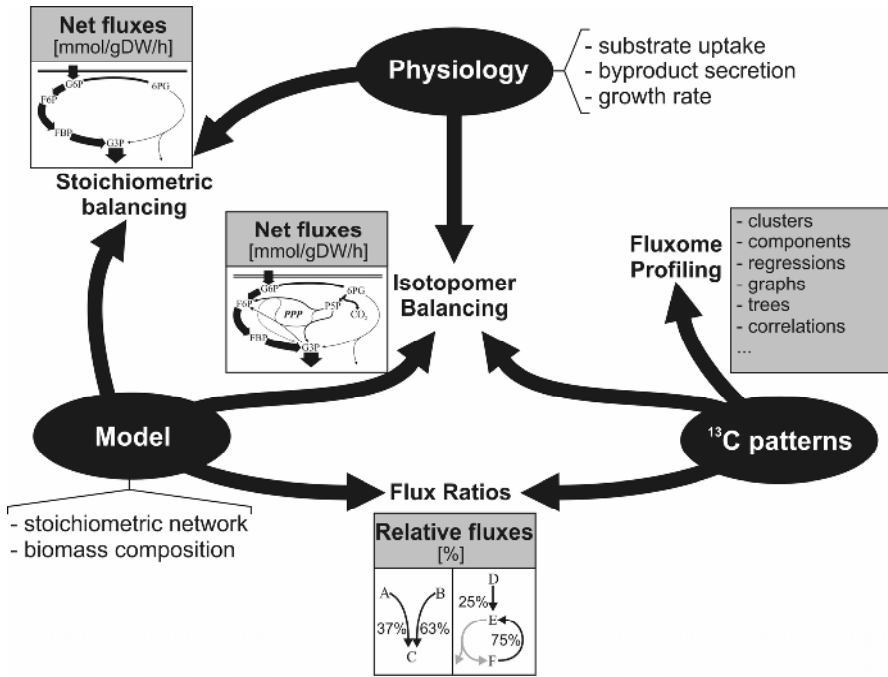 Net fluxes
[mmol/gDW/h]
G6P
6PG
F6P
FBP
G3P
Stoichiometric
balancing
Physiology
- substrate uptake
- byproduct secretion
- growth rate
Net fluxes
[mmol/gDW/h]
G6P
6PG
F6P
P5P
PPP
CO2
FBP
G3P
Isotopomer
Balancing
Fluxome
Profiling
- clusters
- components
- regressions
- graphs
- trees
- correlations
...
Model
- stoichiometric network
- biomass composition
13C patterns
Flux Ratios
Relative fluxes
[%]
A
B
37%
63%
C
D
25%
E
75%
F